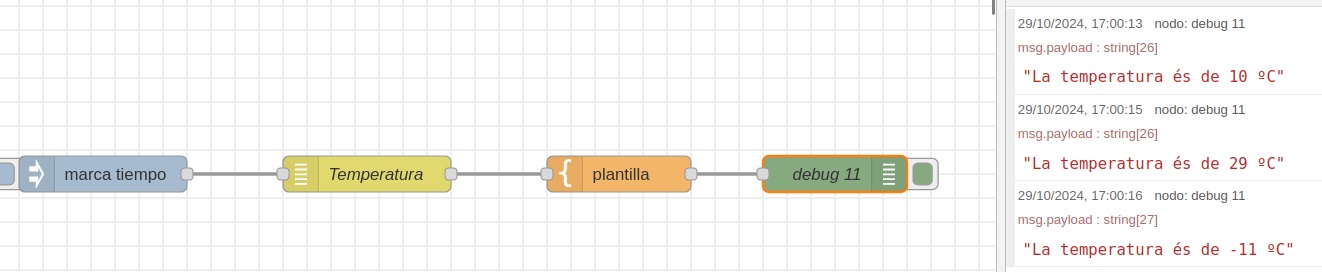 marca tiempo
Temperatura
plantilla
debug 11
29/10/2024, 17:00:13 nodo: debug 11
msg.payload : string[26]
"La temperatura és de 10 ºC"
29/10/2024, 17:00:15 nodo: debug 11
msg.payload : string[26]
"La temperatura és de 29 ºC"
29/10/2024, 17:00:16 nodo: debug 11
msg.payload : string[27]
"La temperatura és de -11 ºC"